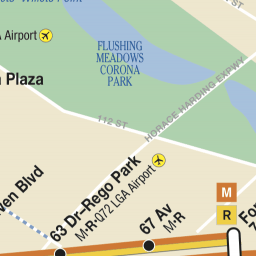 Airport
FLUSHING
MEADOWS
CORONA
PARK
Plaza
112 ST
HORACE HARDING EXPWY
Blvd
63 Dr-Rego Park
M•R•Q72 LGA Airport
67 Av
M•R
M
R